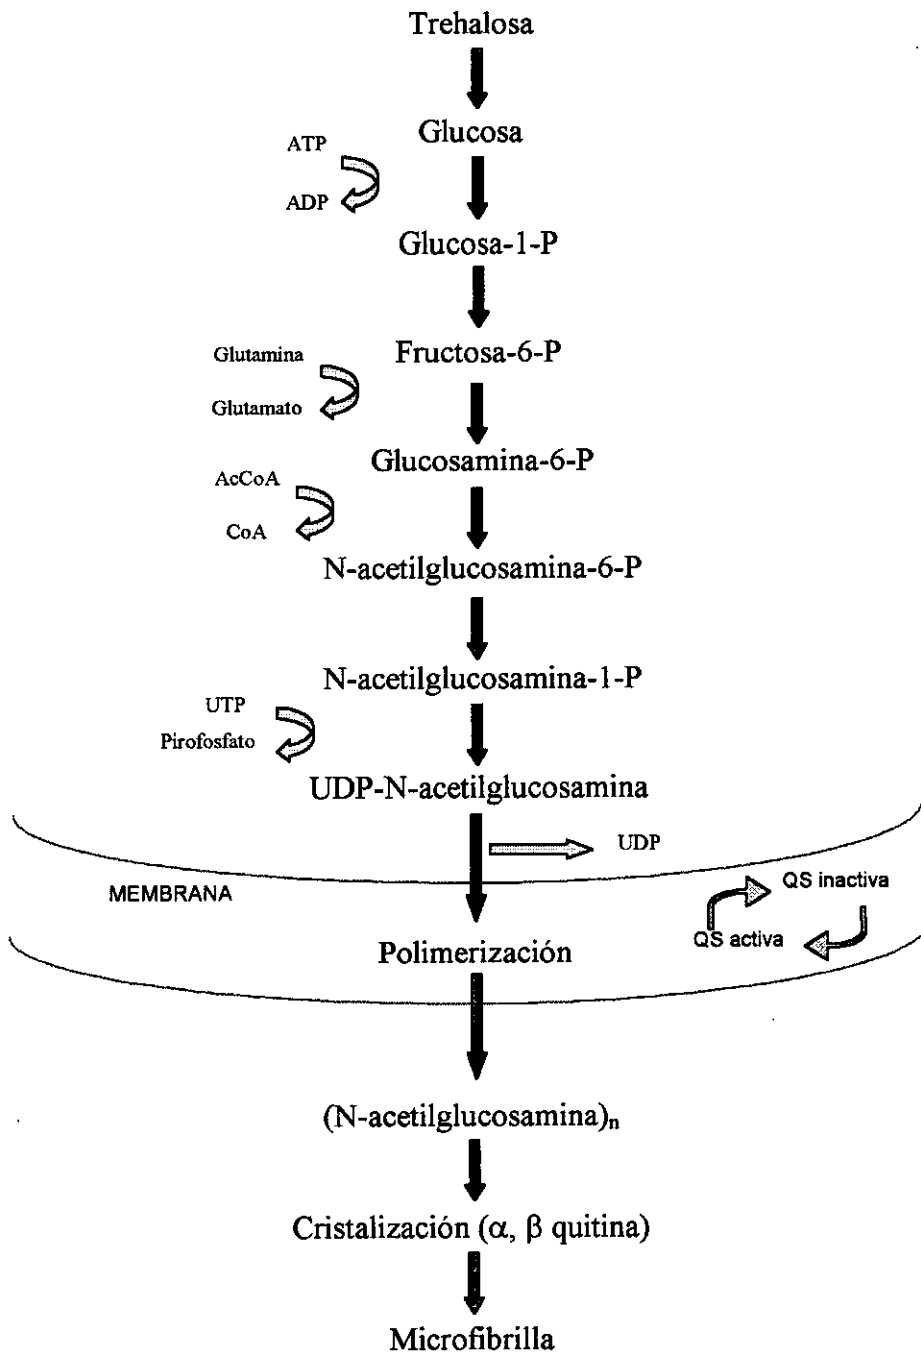 Trehalosa
Glucosa
ATP
ADP
Glucosa-1-P
Fructosa-6-P
Glutamina
Glutamato
Glucosamina-6-P
AcCoA
CoA
N-acetilglucosamina-6-P
N-acetilglucosamina-1-P
UTP
Pirofosfato
UDP-N-acetilglucosamina
UDP
MEMBRANA
QS inactiva
QS activa
Polimerización
(N-acetilglucosamina)n
Cristalización (α, β quitina)
Microfibrilla